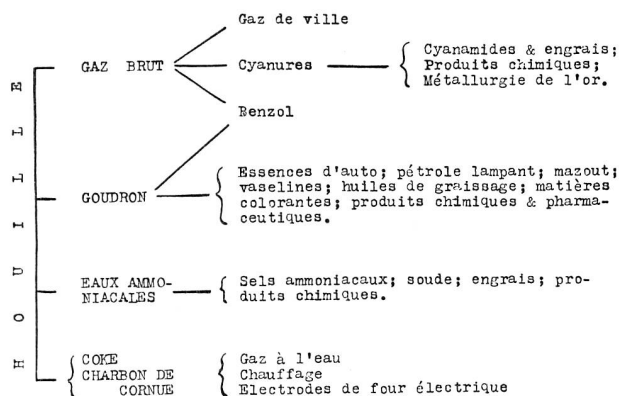 HOUILLE
GAZ BRUT
Gaz de ville
Cyanures
Cyanamides & engrais;
Produits chimiques;
Métallurgie de l'or.
Benzol
GOUDRON
Essences d'auto; pétrole lampant; mazout;
vaselines; huiles de graissage; matières
colorantes; produits chimiques & pharma-
ceutiques.
EAUX AMMO-
NIACALES
Sels ammoniacaux; soude; engrais; pro-
duits chimiques.
COKE
CHARBON DE
CORNUE
Gaz à l'eau
Chauffage
Electrodes de four électrique